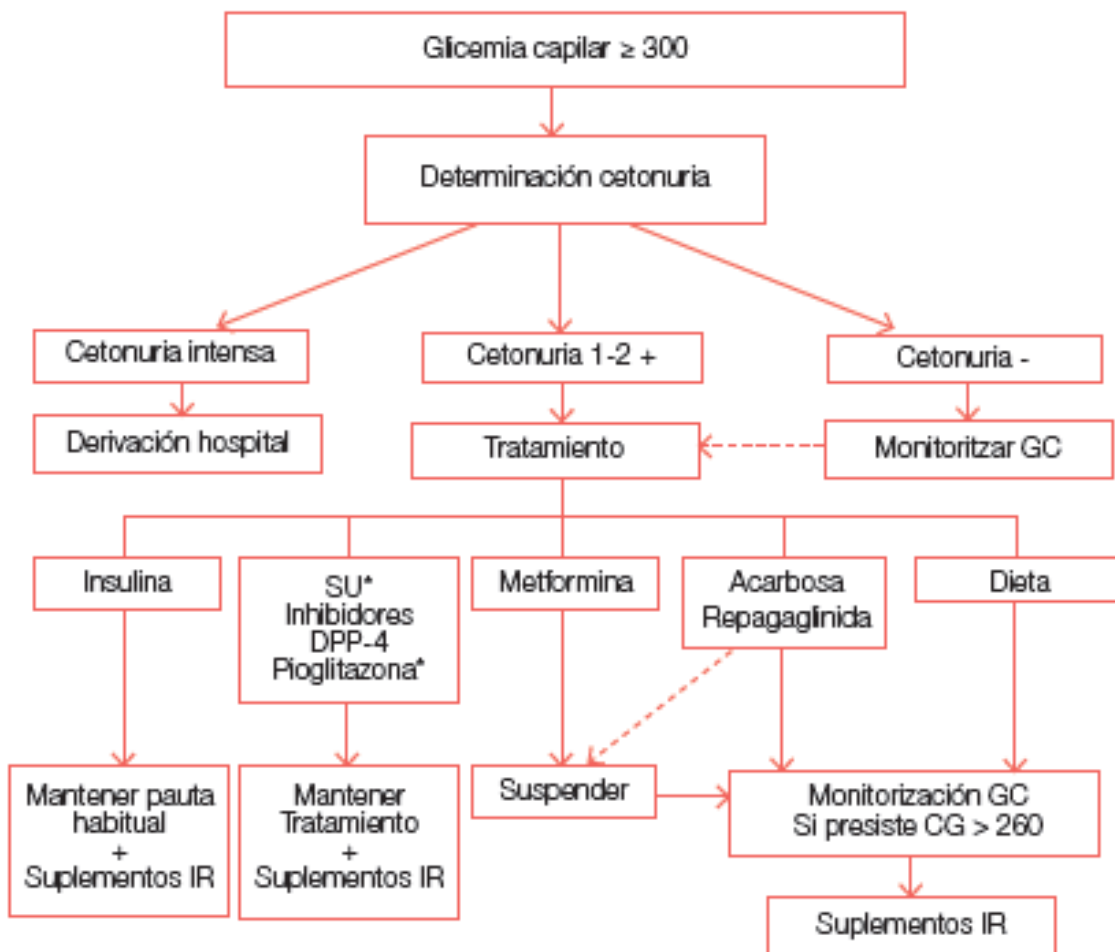 Glicemia capilar ≥ 300
Determinación cetonuria
Cetonuria intensa
Cetonuria 1-2 +
Cetonuria -
Derivación hospital
Tratamiento
Monitoritzar GC
Insulina
SU*
Inhibidores
DPP-4
Pioglitazona*
Metformina
Acarbosa
Repagaglinida
Dieta
Mantener pauta
habitual
+
Suplementos IR
Mantener
Tratamiento
+
Suplementos IR
Suspender
Monitorización GC
Si presiste CG > 260
Suplementos IR